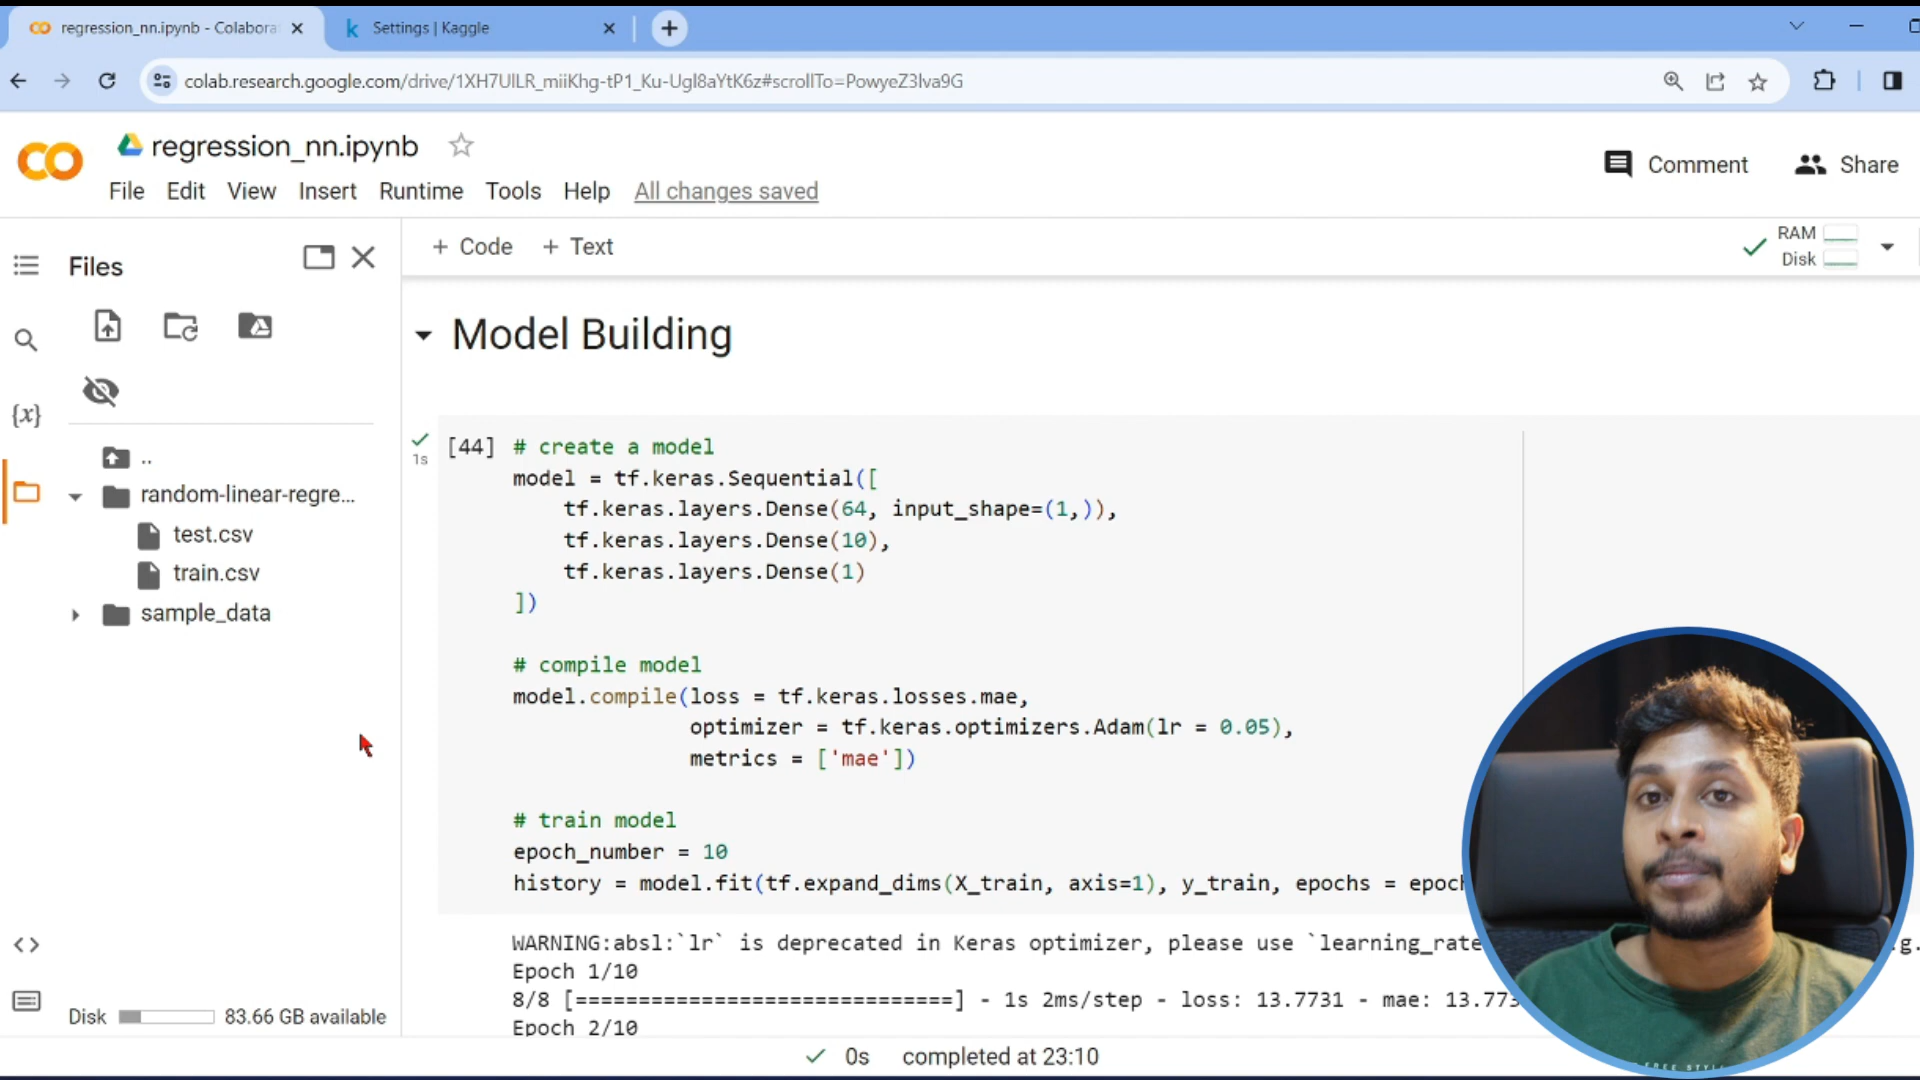 regression_nn.ipynb - Colabora
Settings | Kaggle
colab.research.google.com/drive/1XH7UlLR_miiKhg-tP1_Ku-Ugl8aYtK6z#scrollTo=PowyeZ3lva9G
regression_nn.ipynb
File Edit View Insert Runtime Tools Help All changes saved
Comment Share
Files
+ Code + Text
RAM
Disk
..
random-linear-regre...
test.csv
train.csv
sample_data
Disk 83.66 GB available
Model Building
1s
[44] # create a model
model = tf.keras.Sequential([
tf.keras.layers.Dense(64, input_shape=(1,)),
tf.keras.layers.Dense(10),
tf.keras.layers.Dense(1)
])
# compile model
model.compile(loss = tf.keras.losses.mae,
optimizer = tf.keras.optimizers.Adam(lr = 0.05),
metrics = ['mae'])
# train model
epoch_number = 10
history = model.fit(tf.expand_dims(X_train, axis=1), y_train, epochs = epoch
WARNING:absl:`lr` is deprecated in Keras optimizer, please use `learning_rate .g.
Epoch 1/10
8/8 [==============================] - 1s 2ms/step - loss: 13.7731 - mae: 13.773
Epoch 2/10
0s completed at 23:10